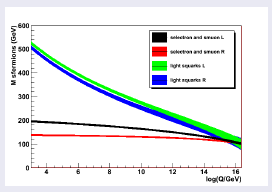 M sfermions (GeV)
600
500
400
300
200
100
0
selectron and smuon L
selectron and smuon R
light squarks L
light squarks R
4 6 8 10 12 14 16
log(Q/GeV)